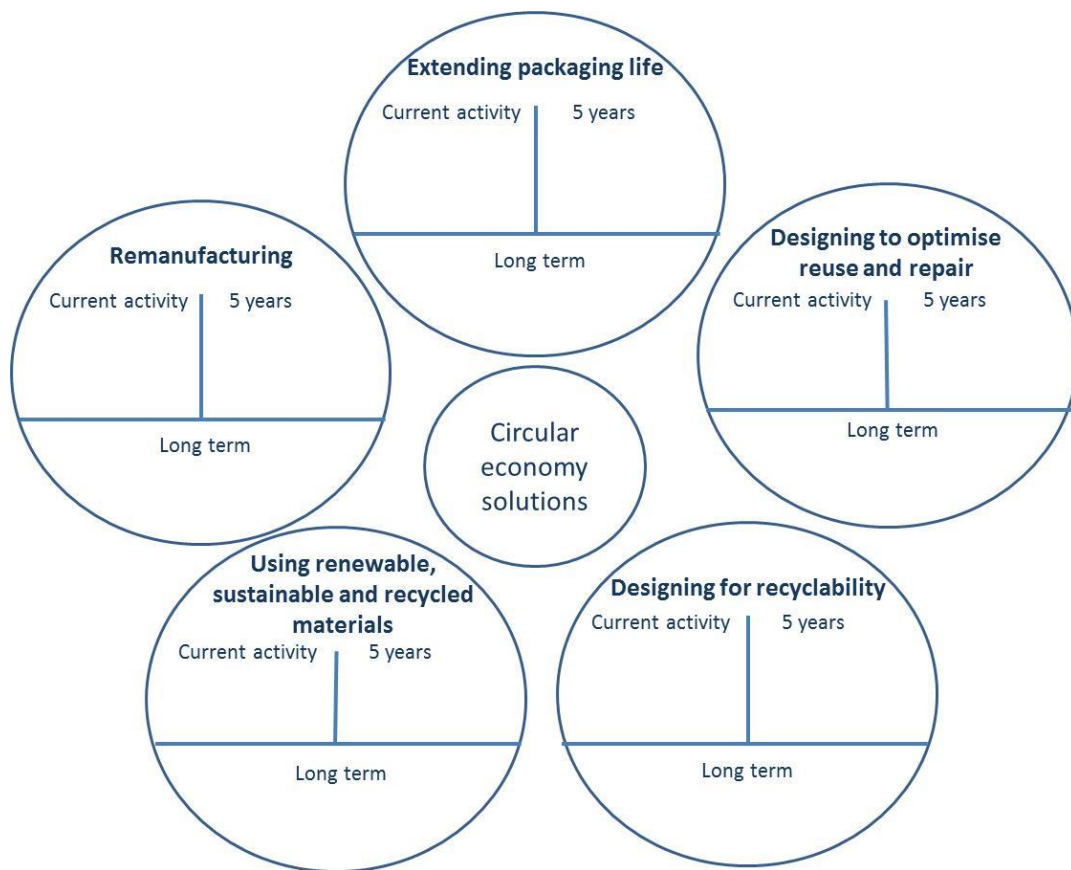 Extending packaging life
Current activity 5 years
Long term
Designing to optimise
reuse and repair
Current activity 5 years
Long term
Remanufacturing
Current activity 5 years
Long term
Circular
economy
solutions
Using renewable,
sustainable and recycled
materials
Current activity 5 years
Long term
Designing for recyclability
Current activity 5 years
Long term